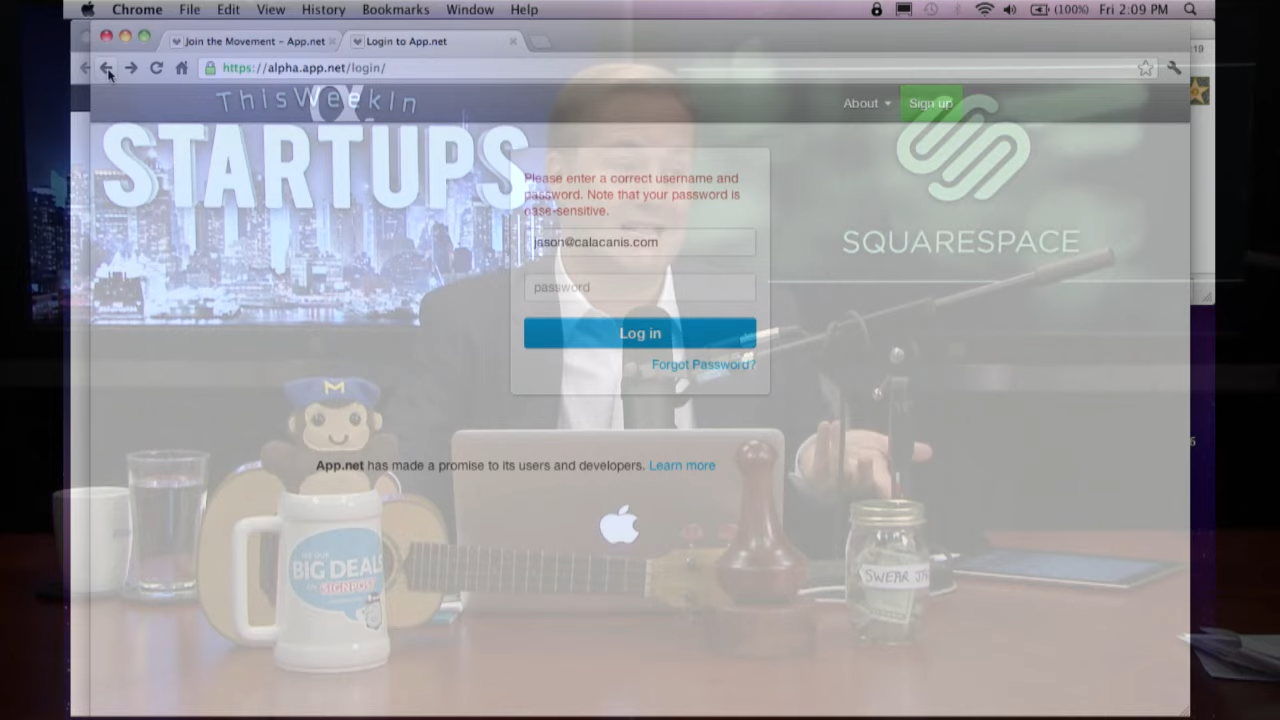 Chrome File Edit View History Bookmarks Window Help (100%) Fri 2:09 PM
Join the Movement – App.net
Login to App.net
https://alpha.app.net/login/
ThisWeekIn
STARTUPS
About
Sign up
Please enter a correct username and
password. Note that your password is
case-sensitive.
jason@calacanis.com
password
Log in
Forgot Password?
SQUARESPACE
App.net has made a promise to its users and developers. Learn more
M
BIG DEALS
SIGNPOST
SWEAR JAR